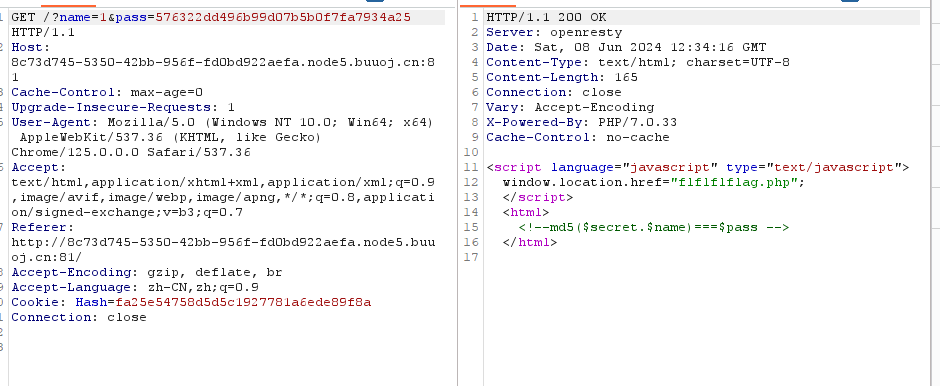 GET /?name=1&pass=576322dd496b99d07b5b0f7fa7934a25
HTTP/1.1
Host:
8c73d745-5350-42bb-956f-fd0bd922aefa.node5.buuoj.cn:8
1
Cache-Control: max-age=0
Upgrade-Insecure-Requests: 1
User-Agent: Mozilla/5.0 (Windows NT 10.0; Win64; x64)
AppleWebKit/537.36 (KHTML, like Gecko)
Chrome/125.0.0.0 Safari/537.36
Accept:
text/html,application/xhtml+xml,application/xml;q=0.9
,image/avif,image/webp,image/apng,*/*;q=0.8,applicati
on/signed-exchange;v=b3;q=0.7
Referer:
http://8c73d745-5350-42bb-956f-fd0bd922aefa.node5.buu
oj.cn:81/
Accept-Encoding: gzip, deflate, br
Accept-Language: zh-CN,zh;q=0.9
Cookie: Hash=fa25e54758d5d5c1927781a6ede89f8a
Connection: close
1 HTTP/1.1 200 OK
2 Server: openresty
3 Date: Sat, 08 Jun 2024 12:34:16 GMT
4 Content-Type: text/html; charset=UTF-8
5 Content-Length: 165
6 Connection: close
7 Vary: Accept-Encoding
8 X-Powered-By: PHP/7.0.33
9 Cache-Control: no-cache
10
11 <script language="javascript" type="text/javascript">
12 window.location.href="flflflflag.php";
13 </script>
14 <html>
15 <!--md5($secret.$name)===$pass -->
16 </html>
17